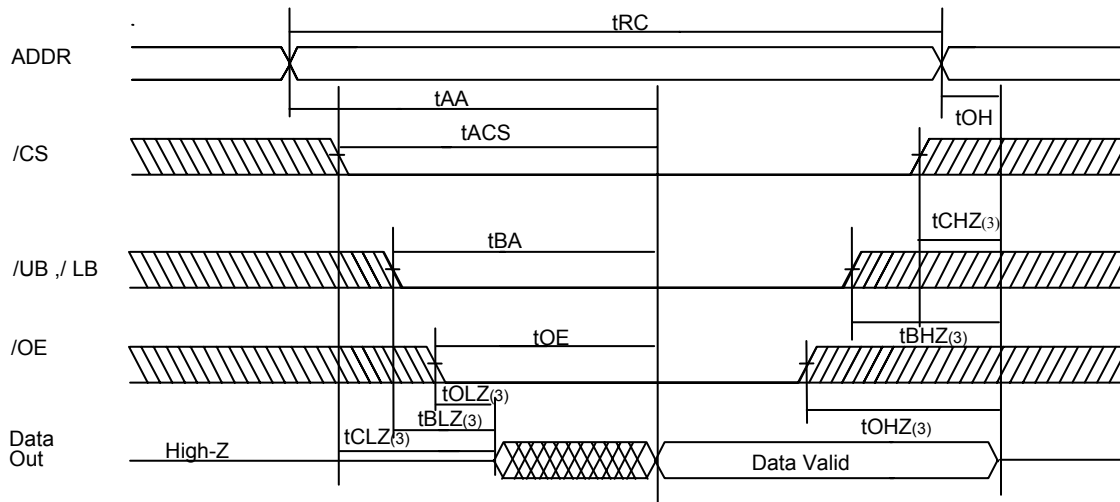 tRC
ADDR
tAA
tOH
tACS
/CS
tCHZ(3)
tBA
/UB ,/ LB
tBHZ(3)
tOE
/OE
tOLZ(3)
tBLZ(3)
tCLZ(3)
tOHZ(3)
Data
Out
High-Z
Data Valid